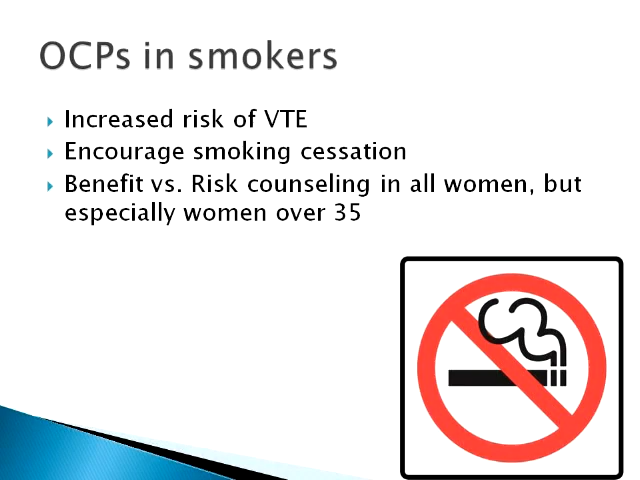 OCPs in smokers
Increased risk of VTE
Encourage smoking cessation
Benefit vs. Risk counseling in all women, but
especially women over 35